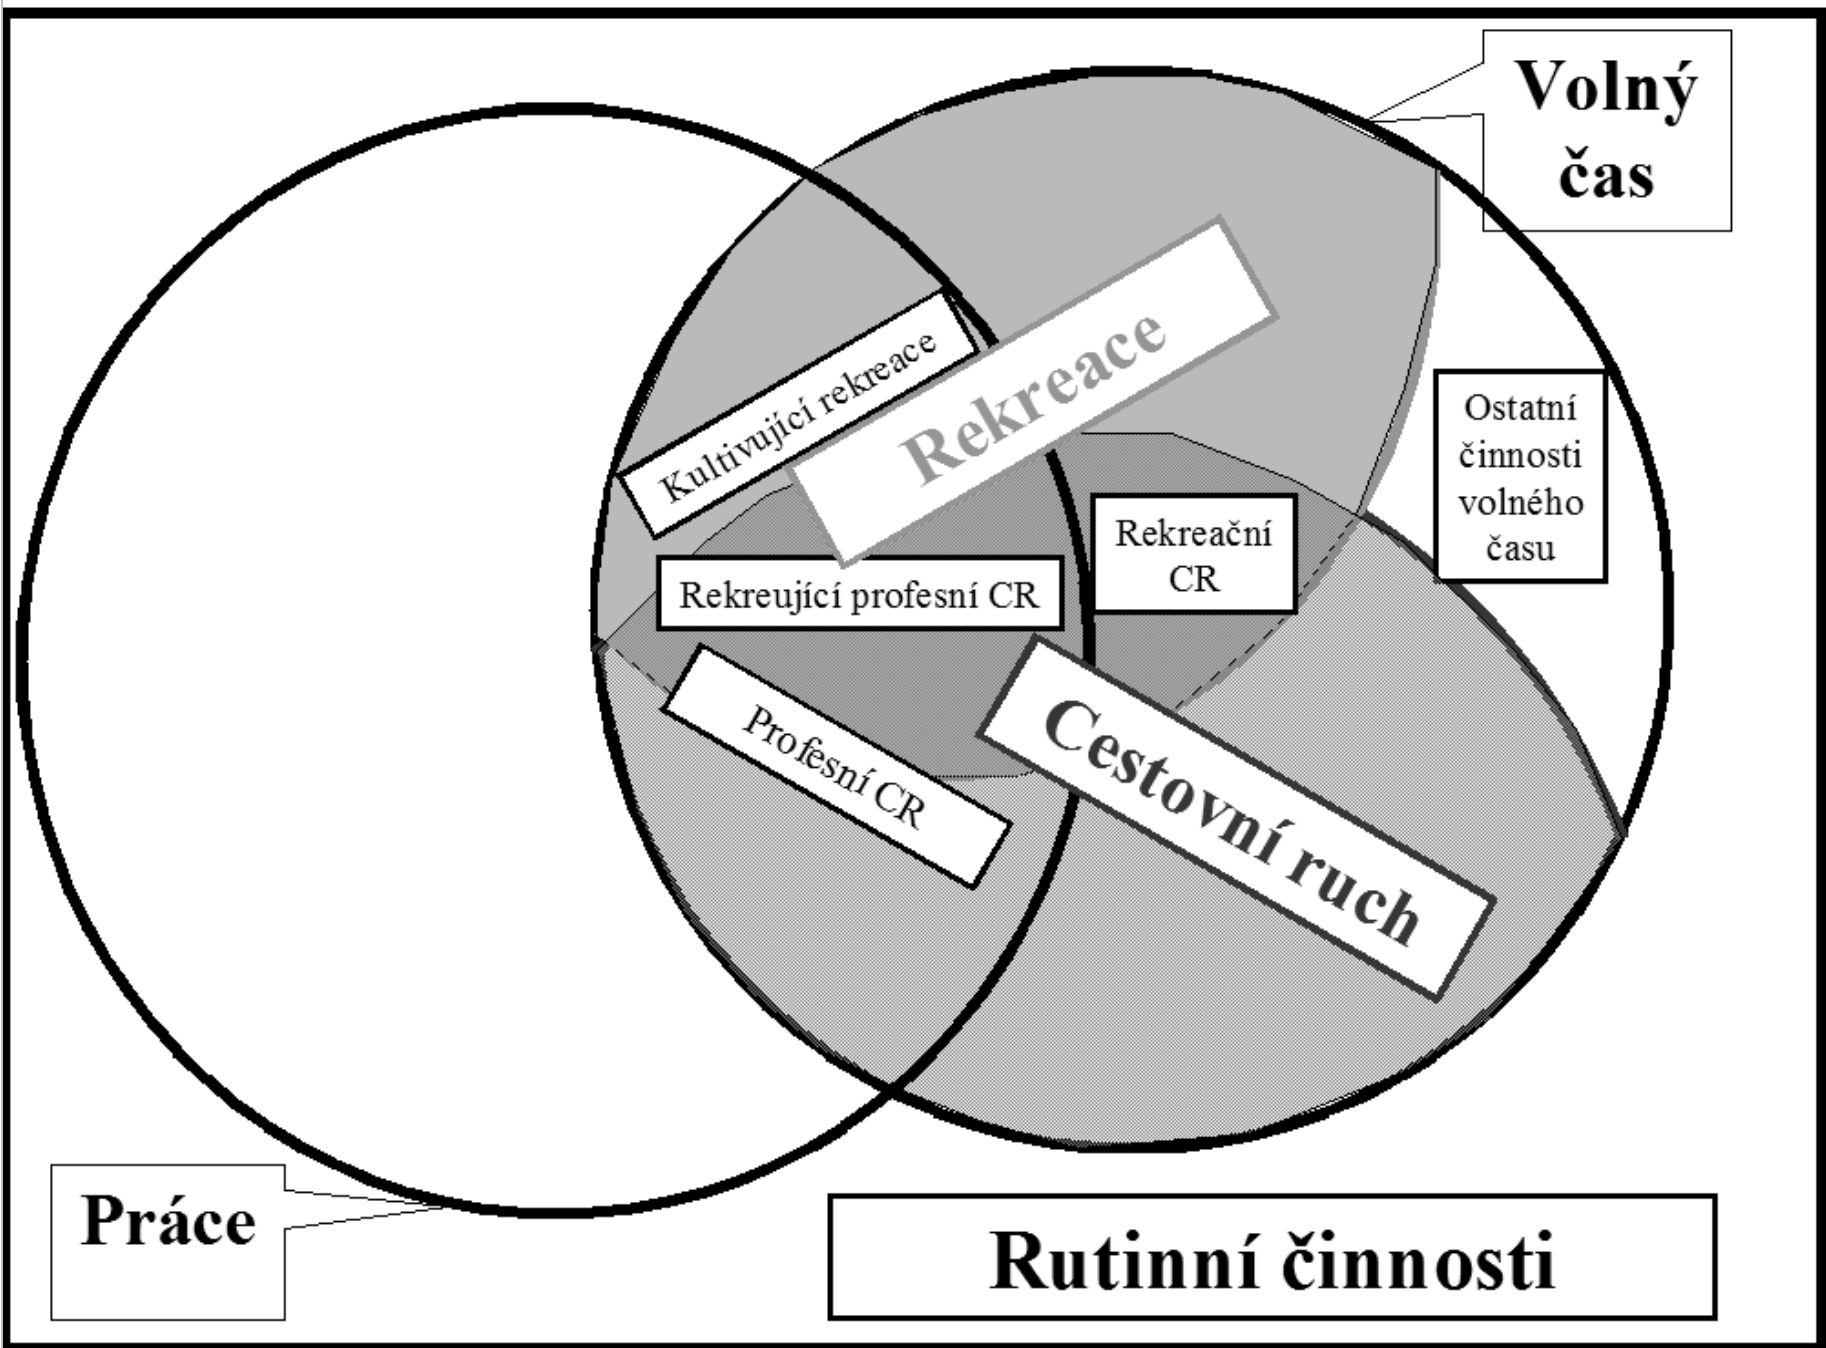 Volný
čas
Kultivující rekreace
Rekreace
Ostatní
činnosti
volného
času
Rekreační
CR
Rekreující profesní CR
Profesní CR
Cestovní ruch
Práce
Rutinní činnosti